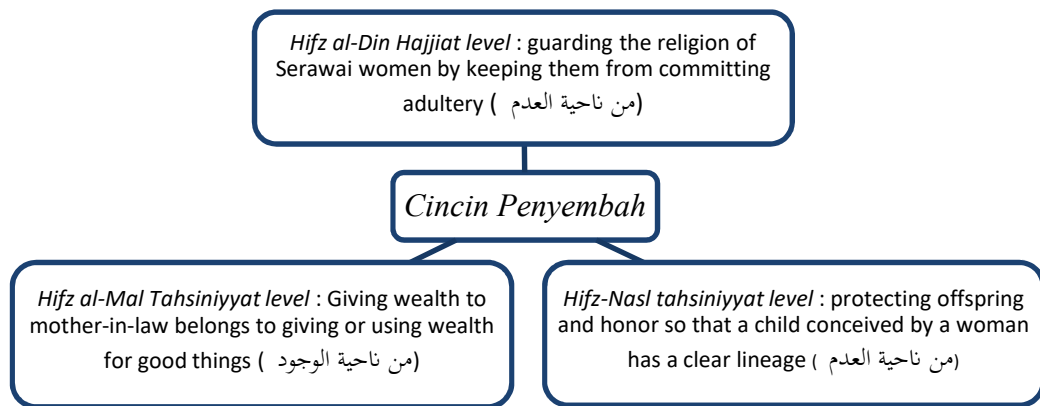 Hifz al-Din Hajjiat level : guarding the religion of
Serawai women by keeping them from committing
adultery ( من ناحية العدم)
Cincin Penyembah
Hifz al-Mal Tahsiniyyat level : Giving wealth to
mother-in-law belongs to giving or using wealth
for good things ( من ناحية الوجود)
Hifz-Nasl tahsiniyyat level : protecting offspring
and honor so that a child conceived by a woman
has a clear lineage ( من ناحية العدم)